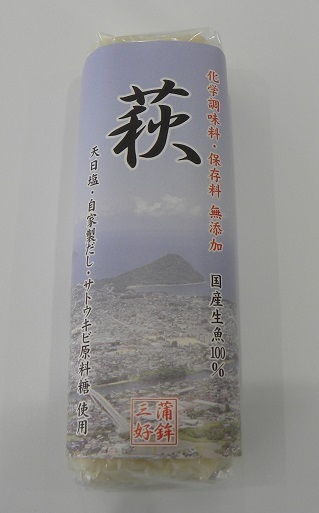 化学調味料・保存料 無添加
国産生魚100%
萩
天日塩・自家製だし・サトウキビ原料糖 使用
蒲鉾
三好